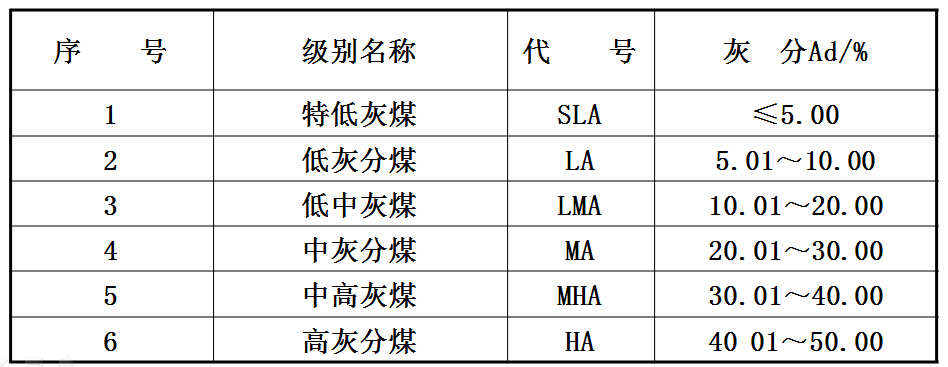 序 号 级别名称 代 号 灰 分Ad/%
1 特低灰煤 SLA ≤5.00
2 低灰分煤 LA 5.01～10.00
3 低中灰煤 LMA 10.01～20.00
4 中灰分煤 MA 20.01～30.00
5 中高灰煤 MHA 30.01～40.00
6 高灰分煤 HA 40 01～50.00